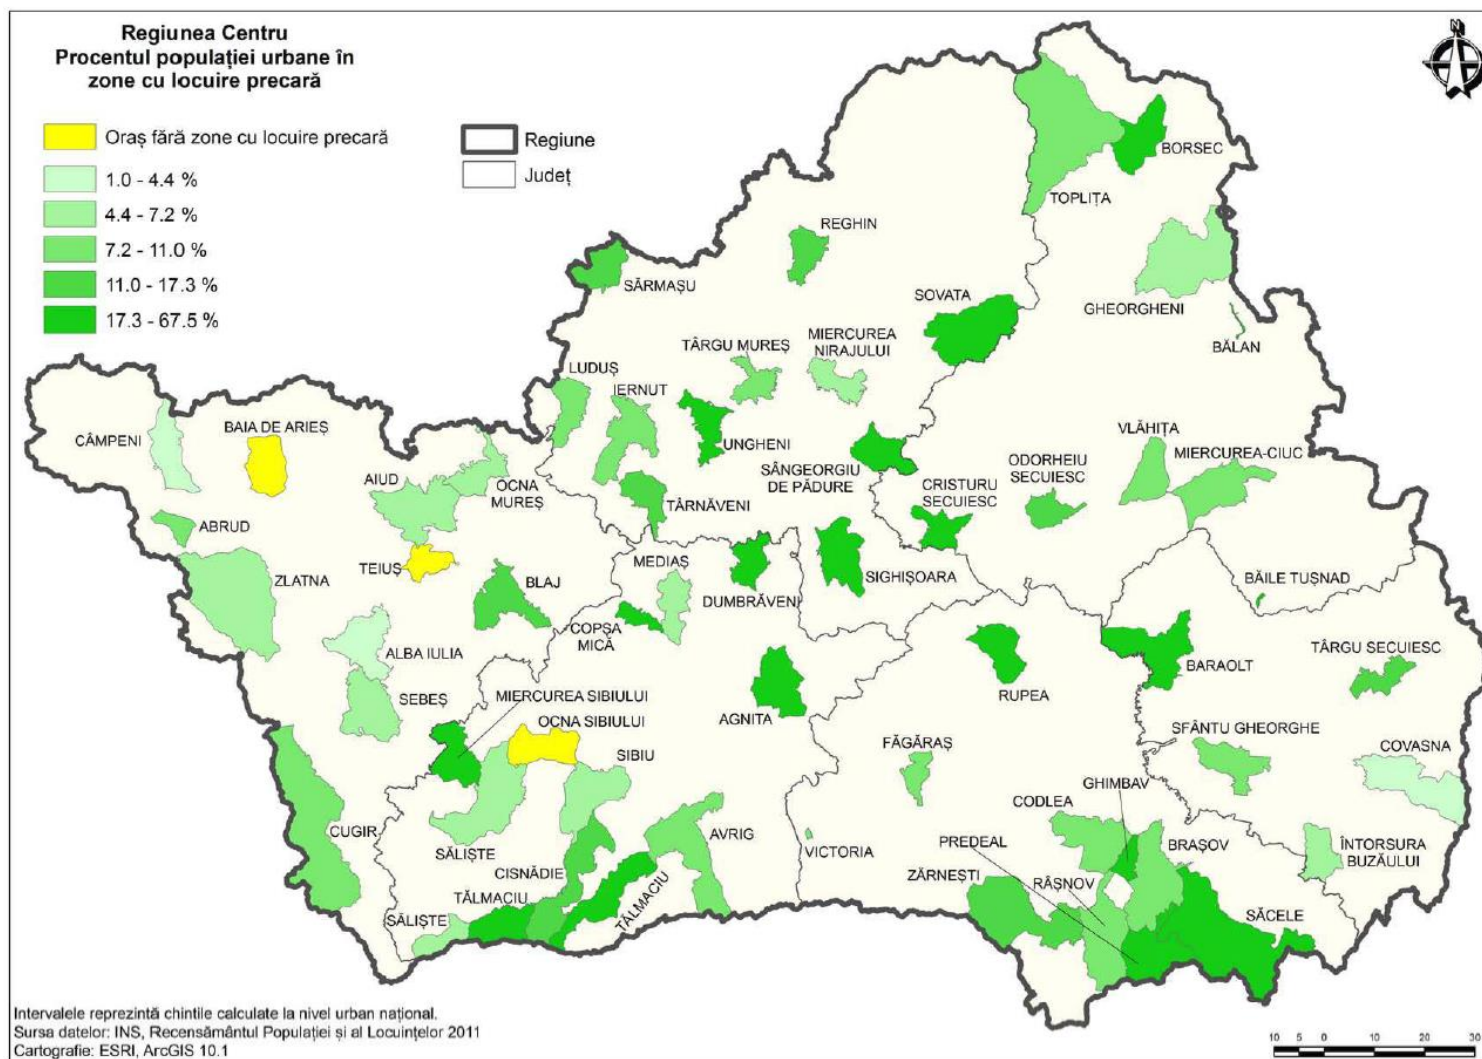 Regiunea Centru
Procentul populației urbane în
zone cu locuire precară
N
Oraș fără zone cu locuire precară
1.0 - 4.4 %
4.4 - 7.2 %
7.2 - 11.0 %
11.0 - 17.3 %
17.3 - 67.5 %
Regiune
Județ
BORSEC
TOPLIȚA
REGHIN
SĂRMAȘU
SOVATA
GHEORGHENI
BĂLAN
TÂRGU MUREȘ
MIERCUREA
NIRAJULUI
LUDUȘ
IERNUT
UNGHENI
CÂMPENI
BAIA DE ARIEȘ
VLĂHIȚA
MIERCUREA-CIUC
ODORHEIU
SECUIESC
SÂNGEORGIU
DE PĂDURE
CRISTURU
SECUIESC
AIUD
OCNA
MUREȘ
TÂRNĂVENI
ABRUD
TEIUȘ
ZLATNA
BLAJ
MEDIAȘ
DUMBRĂVENI
SIGHIȘOARA
BĂILE TUȘNAD
COPȘA
MICĂ
ALBA IULIA
BARAOLT
TÂRGU SECUIESC
SEBEȘ
MIERCUREA SIBIULUI
RUPEA
OCNA SIBIULUI
AGNITA
SFÂNTU GHEORGHE
FĂGĂRAȘ
COVASNA
SIBIU
GHIMBAV
CODLEA
CUGIR
AVRIG
PREDEAL
BRAȘOV
ÎNTORSURA
BUZĂULUI
SĂLIȘTE
VICTORIA
CISNĂDIE
ZĂRNEȘTI
RÂȘNOV
TĂLMACIU
TĂLMACIU
SĂLIȘTE
SĂCELE
Intervalele reprezintă chintile calculate la nivel urban național.
Sursa datelor: INS, Recensământul Populației și al Locuințelor 2011
Cartografie: ESRI, ArcGIS 10.1
10 5 0 10 20 30